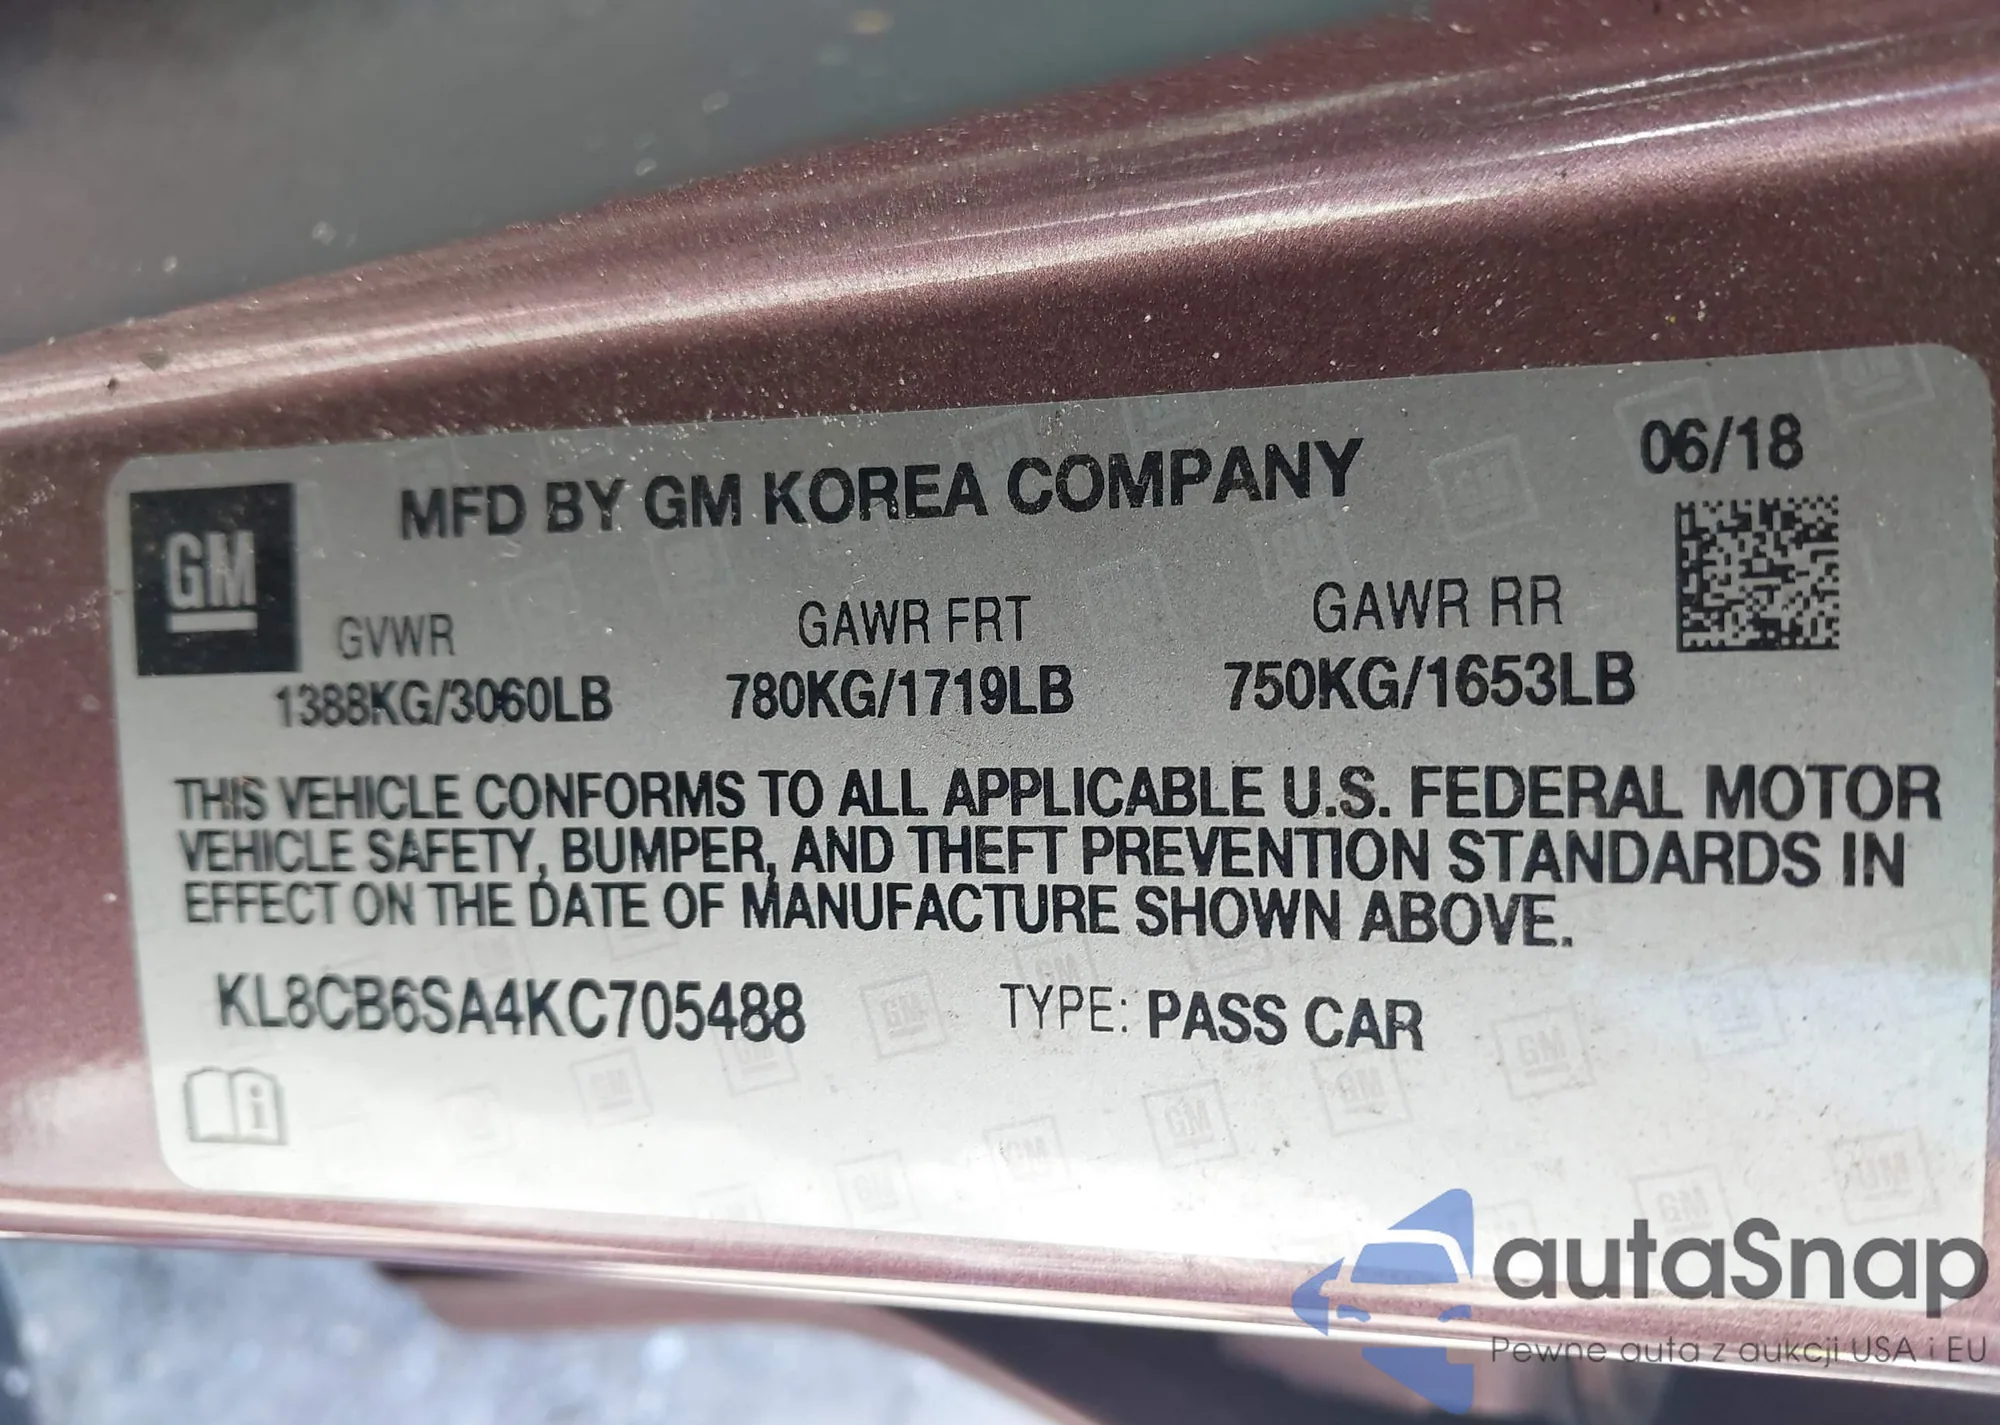 MFD BY GM KOREA COMPANY
06/18
GM
GVWR
GAWR FRT
GAWR RR
1388KG/3060LB
780KG/1719LB
750KG/1653LB
THIS VEHICLE CONFORMS TO ALL APPLICABLE U.S. FEDERAL MOTOR
VEHICLE SAFETY, BUMPER, AND THEFT PREVENTION STANDARDS IN
EFFECT ON THE DATE OF MANUFACTURE SHOWN ABOVE.
KL8CB6SA4KC705488
TYPE: PASS CAR
autaSnap
Pewne auta z aukcji USA i EU